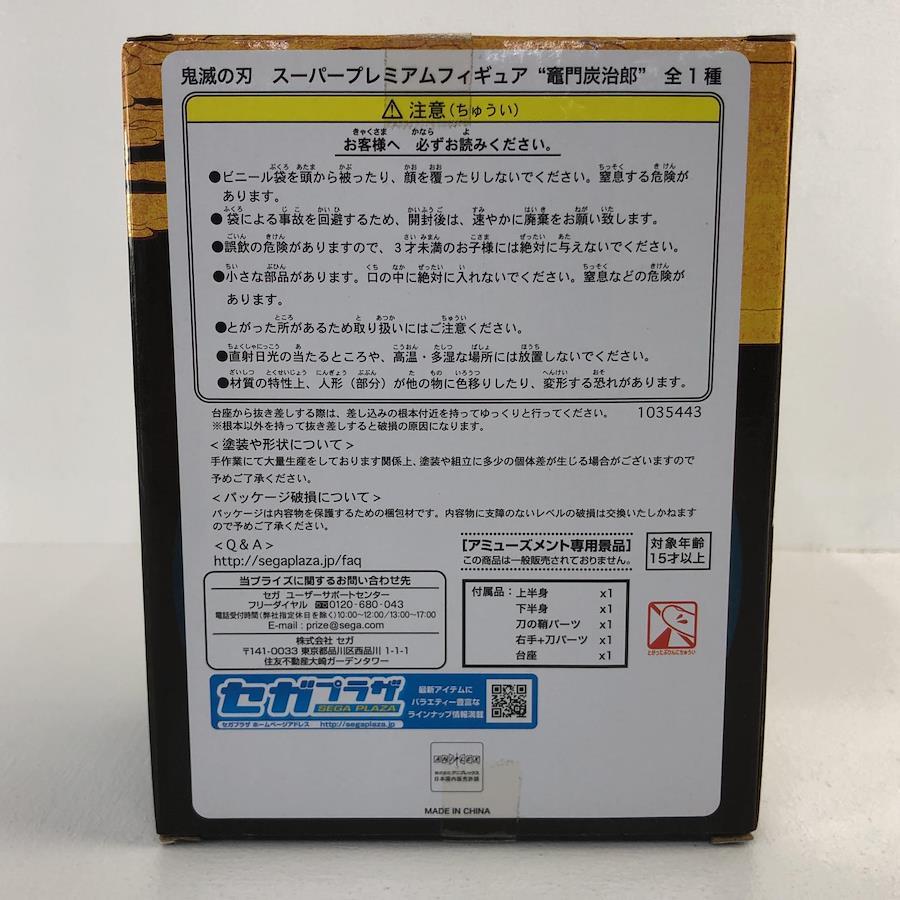 鬼滅の刃　スーパープレミアムフィギュア “竈門炭治郎”　全1種
⚠ 注意（ちゅうい）
お客様へ　必ずお読みください。
●ビニール袋を頭から被ったり、顔を覆ったりしないでください。窒息する危険が
あります。
●袋による事故を回避するため、開封後は、速やかに廃棄をお願い致します。
●誤飲の危険がありますので、３才未満のお子様には絶対に与えないでください。
●小さな部品があります。口の中に絶対に入れないでください。窒息などの危険が
あります。
●とがった所があるため取り扱いにはご注意ください。
●直射日光の当たるところや、高温・多湿な場所には放置しないでください。
●材質の特性上、人形（部分）が他の物に色移りしたり、変形する恐れがあります。
台座から抜き差しする際は、差し込みの根本付近を持ってゆっくりと行ってください。　1035443
※根本以外を持って抜き差しすると破損の原因になります。
＜塗装や形状について＞
手作業にて大量生産をしております関係上、塗装や組立に多少の個体差が生じる場合がございますので
予めご了承ください。
＜パッケージ破損について＞
パッケージは内容物を保護するための梱包材です。内容物に支障のないレベルの破損は交換いたしかねます
ので予めご了承ください。
＜Q＆A＞
http://segaplaza.jp/faq
【アミューズメント専用景品】
この商品は一般販売されておりません。
対象年齢
15才以上
当プライズに関するお問い合わせ先
セガ ユーザーサポートセンター
フリーダイヤル 0120-680-043
電話受付時間（弊社指定休日を除く）10:00～12:00/13:00～17:00
E-mail : prize@sega.com
株式会社 セガ
〒141-0033 東京都品川区西品川 1-1-1
住友不動産大崎ガーデンタワー
付属品：上半身　x1
下半身　x1
刀の鞘パーツ　x1
右手+刀パーツ　x1
台座　x1
とがったぶひんにちゅうい
セガプラザ
SEGA PLAZA
セガプラザ ホームページアドレス　http://segaplaza.jp/
最新アイテムに
バラエティー豊富な
ラインナップ情報満載
ANIPLEX
株式会社アニプレックス
日本国内販売許諾
MADE IN CHINA